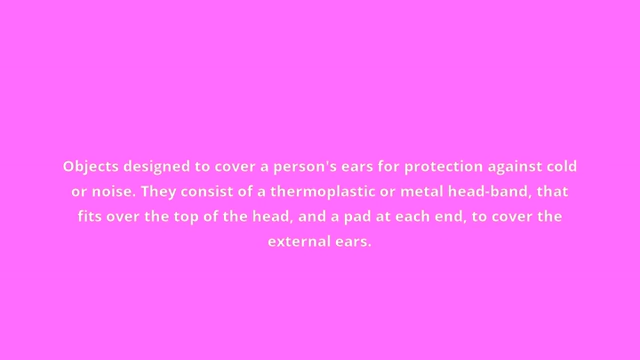 Objects designed to cover a person's ears for protection against cold
or noise. They consist of a thermoplastic or metal head-band, that
fits over the top of the head, and a pad at each end, to cover the
external ears.